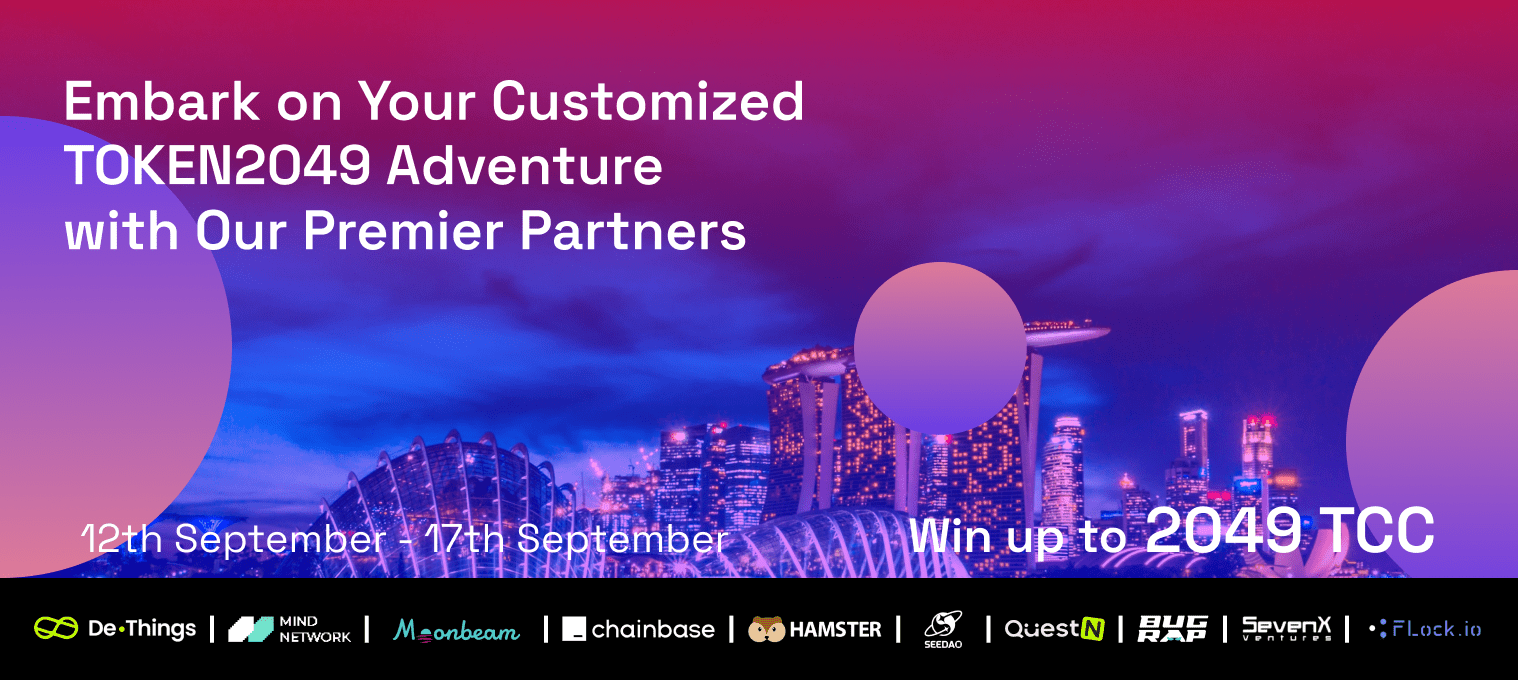 Embark on Your Customized
TOKEN2049 Adventure
with Our Premier Partners
12th September - 17th September
Win up to 2049 TCC
De•Things | MIND NETWORK | Moonbeam | chainbase | HAMSTER | SEEDAO | QuestN | BUG RAP | SevenX Ventures | FLock.io